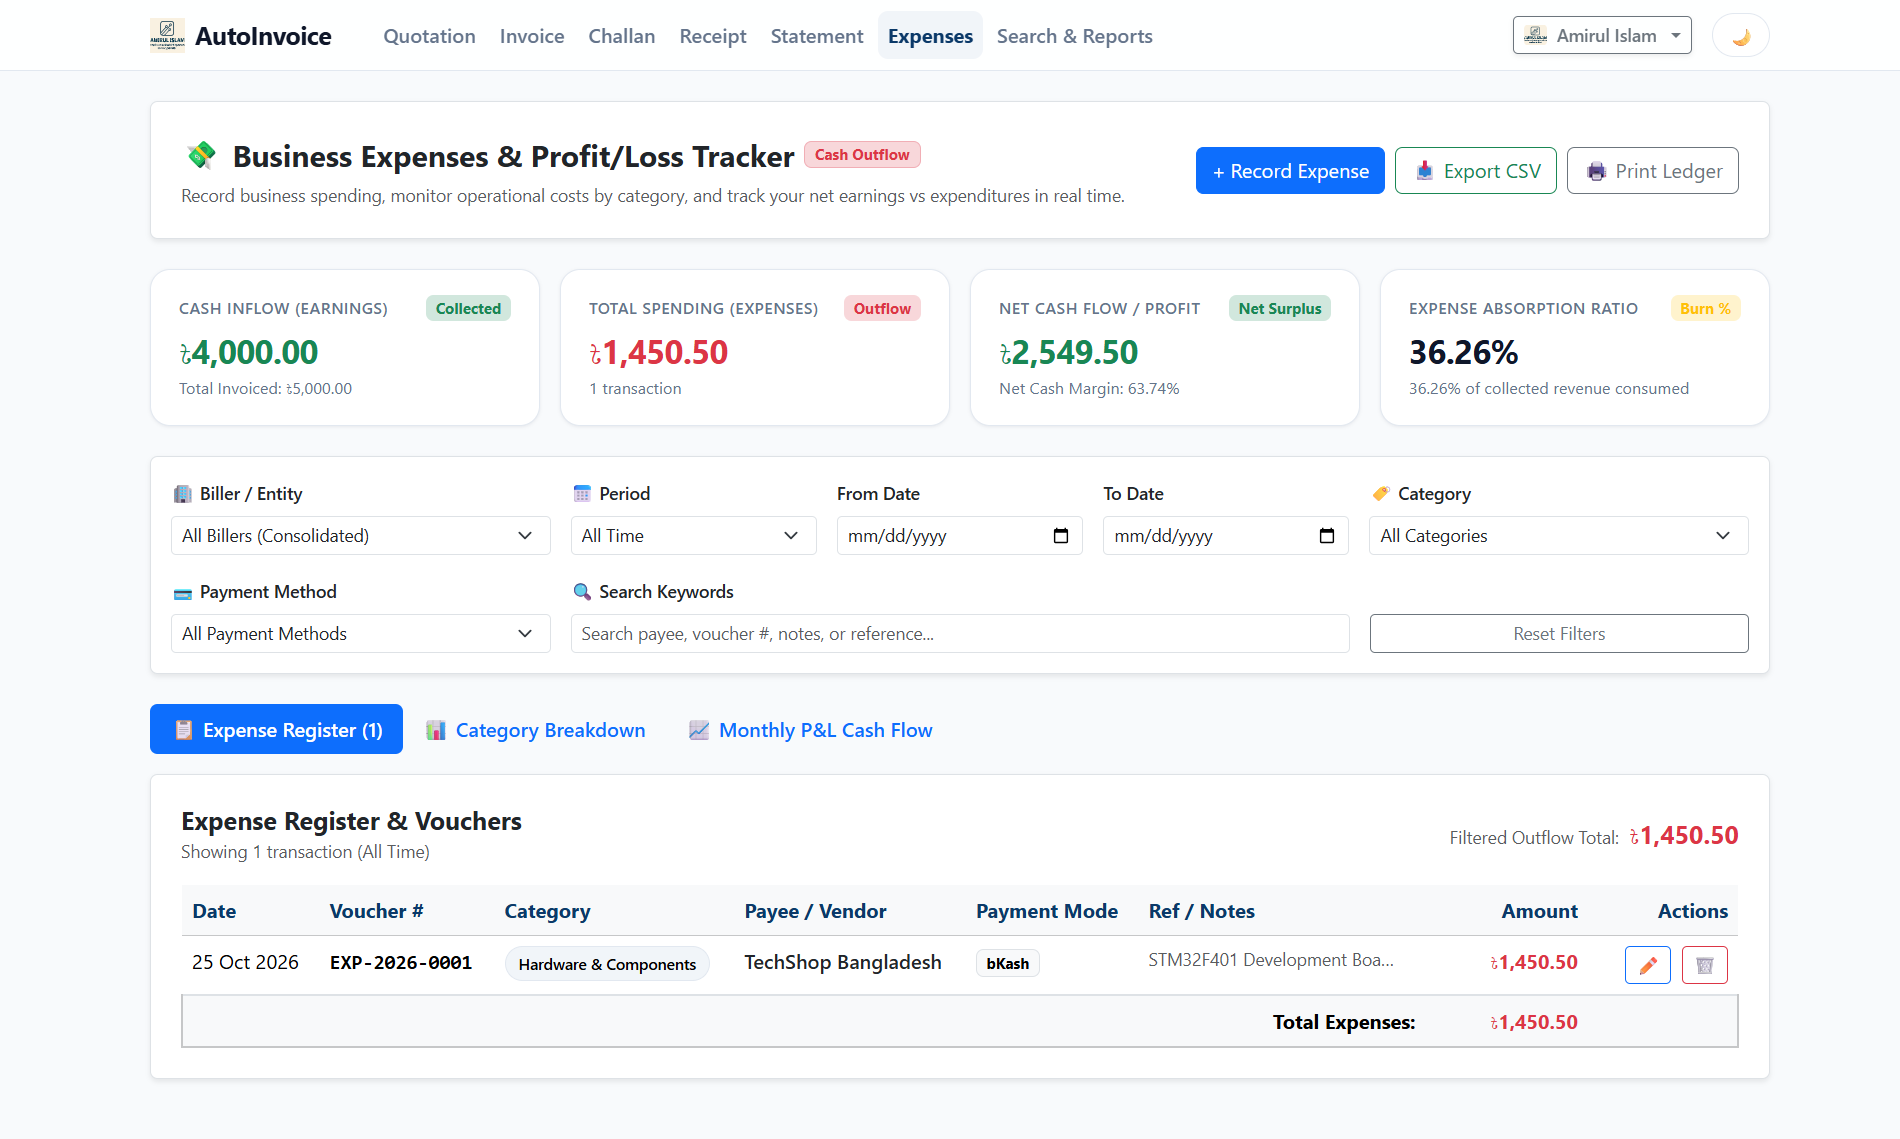 AutoInvoice Quotation Invoice Challan Receipt Statement Expenses Search & Reports Amirul Islam
Business Expenses & Profit/Loss Tracker Cash Outflow
Record business spending, monitor operational costs by category, and track your net earnings vs expenditures in real time.
+ Record Expense Export CSV Print Ledger
CASH INFLOW (EARNINGS) Collected
৳4,000.00
Total Invoiced: ৳5,000.00
TOTAL SPENDING (EXPENSES) Outflow
৳1,450.50
1 transaction
NET CASH FLOW / PROFIT Net Surplus
৳2,549.50
Net Cash Margin: 63.74%
EXPENSE ABSORPTION RATIO Burn %
36.26%
36.26% of collected revenue consumed
Biller / Entity Period From Date To Date Category
All Billers (Consolidated) All Time mm/dd/yyyy mm/dd/yyyy All Categories
Payment Method Search Keywords
All Payment Methods Search payee, voucher #, notes, or reference... Reset Filters
Expense Register (1) Category Breakdown Monthly P&L Cash Flow
Expense Register & Vouchers
Showing 1 transaction (All Time)
Filtered Outflow Total: ৳1,450.50
Date Voucher # Category Payee / Vendor Payment Mode Ref / Notes Amount Actions
25 Oct 2026 EXP-2026-0001 Hardware & Components TechShop Bangladesh bKash STM32F401 Development Boa... ৳1,450.50
Total Expenses: ৳1,450.50